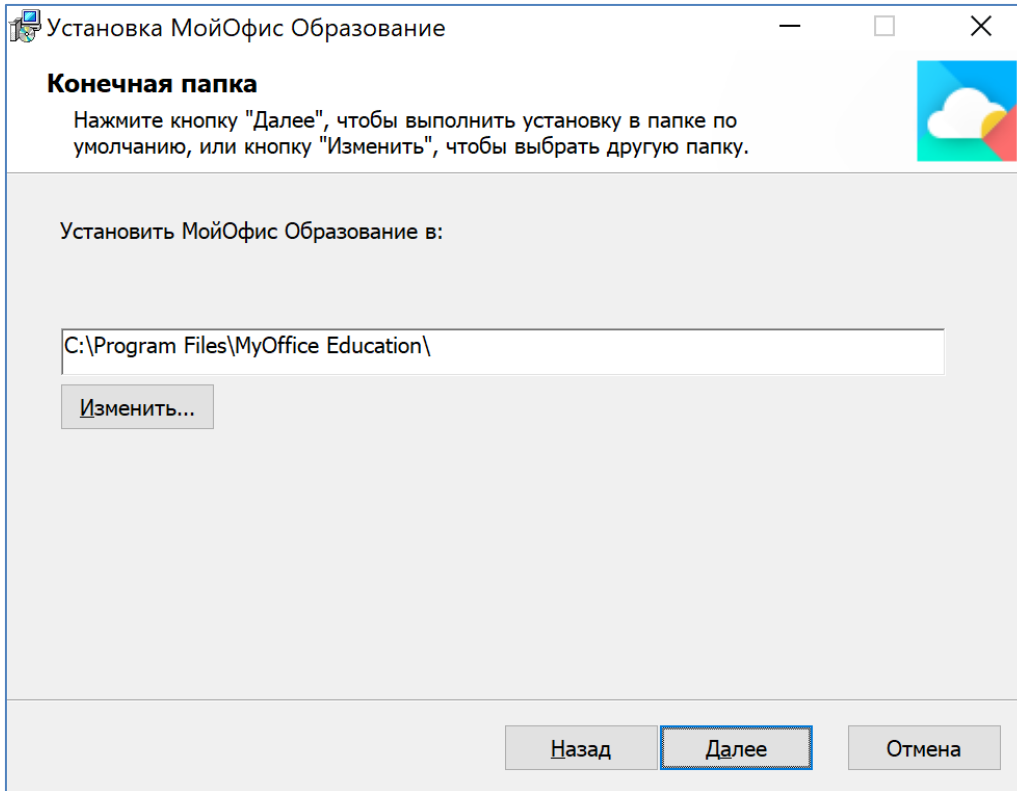 Установка МойОфис Образование
Конечная папка
Нажмите кнопку "Далее", чтобы выполнить установку в папке по
умолчанию, или кнопку "Изменить", чтобы выбрать другую папку.
Установить МойОфис Образование в:
C:\Program Files\MyOffice Education\
Изменить...
Назад Далее Отмена